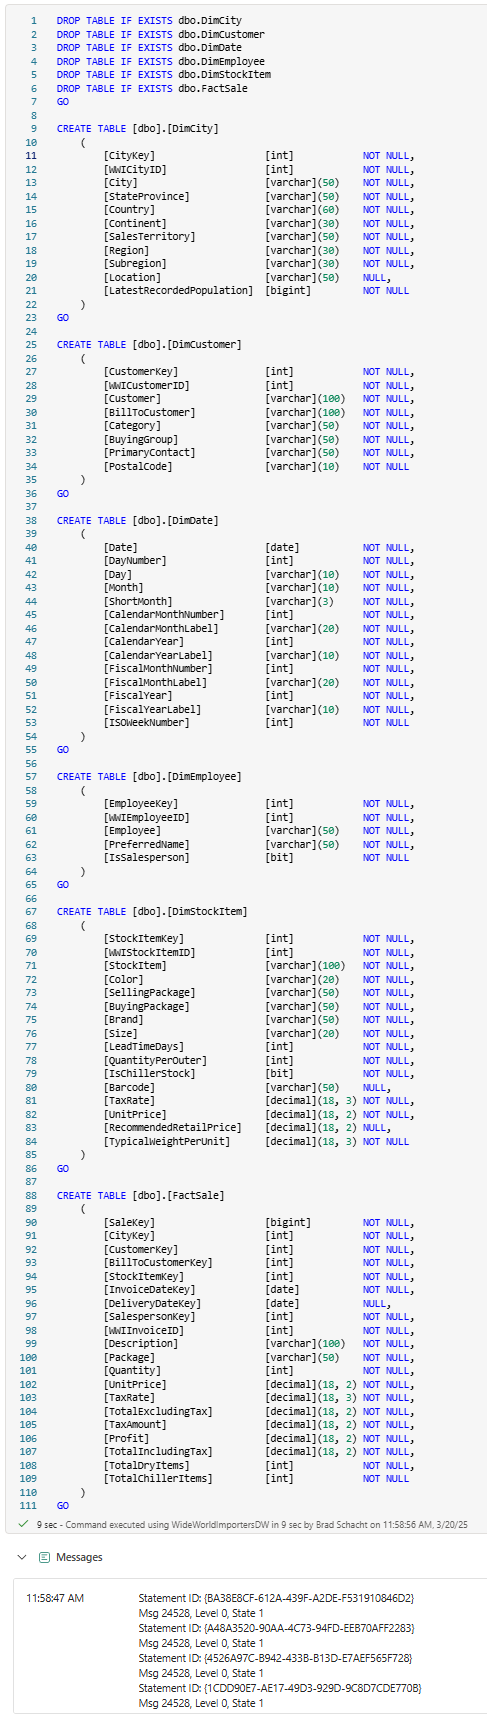 1 DROP TABLE IF EXISTS dbo.DimCity
2 DROP TABLE IF EXISTS dbo.DimCustomer
3 DROP TABLE IF EXISTS dbo.DimDate
4 DROP TABLE IF EXISTS dbo.DimEmployee
5 DROP TABLE IF EXISTS dbo.DimStockItem
6 DROP TABLE IF EXISTS dbo.FactSale
7 GO
8
9 CREATE TABLE [dbo].[DimCity]
10 (
11 [CityKey] [int] NOT NULL,
12 [WWICityID] [int] NOT NULL,
13 [City] [varchar](50) NOT NULL,
14 [StateProvince] [varchar](50) NOT NULL,
15 [Country] [varchar](60) NOT NULL,
16 [Continent] [varchar](30) NOT NULL,
17 [SalesTerritory] [varchar](50) NOT NULL,
18 [Region] [varchar](30) NOT NULL,
19 [Subregion] [varchar](30) NOT NULL,
20 [Location] [varchar](50) NULL,
21 [LatestRecordedPopulation] [bigint] NOT NULL
22 )
23 GO
24
25 CREATE TABLE [dbo].[DimCustomer]
26 (
27 [CustomerKey] [int] NOT NULL,
28 [WWICustomerID] [int] NOT NULL,
29 [Customer] [varchar](100) NOT NULL,
30 [BillToCustomer] [varchar](100) NOT NULL,
31 [Category] [varchar](50) NOT NULL,
32 [BuyingGroup] [varchar](50) NOT NULL,
33 [PrimaryContact] [varchar](50) NOT NULL,
34 [PostalCode] [varchar](10) NOT NULL
35 )
36 GO
37
38 CREATE TABLE [dbo].[DimDate]
39 (
40 [Date] [date] NOT NULL,
41 [DayNumber] [int] NOT NULL,
42 [Day] [varchar](10) NOT NULL,
43 [Month] [varchar](10) NOT NULL,
44 [ShortMonth] [varchar](3) NOT NULL,
45 [CalendarMonthNumber] [int] NOT NULL,
46 [CalendarMonthLabel] [varchar](20) NOT NULL,
47 [CalendarYear] [int] NOT NULL,
48 [CalendarYearLabel] [varchar](10) NOT NULL,
49 [FiscalMonthNumber] [int] NOT NULL,
50 [FiscalMonthLabel] [varchar](20) NOT NULL,
51 [FiscalYear] [int] NOT NULL,
52 [FiscalYearLabel] [varchar](10) NOT NULL,
53 [ISOWeekNumber] [int] NOT NULL
54 )
55 GO
56
57 CREATE TABLE [dbo].[DimEmployee]
58 (
59 [EmployeeKey] [int] NOT NULL,
60 [WWIEmployeeID] [int] NOT NULL,
61 [Employee] [varchar](50) NOT NULL,
62 [PreferredName] [varchar](50) NOT NULL,
63 [IsSalesperson] [bit] NOT NULL
64 )
65 GO
66
67 CREATE TABLE [dbo].[DimStockItem]
68 (
69 [StockItemKey] [int] NOT NULL,
70 [WWIStockItemID] [int] NOT NULL,
71 [StockItem] [varchar](100) NOT NULL,
72 [Color] [varchar](20) NOT NULL,
73 [SellingPackage] [varchar](50) NOT NULL,
74 [BuyingPackage] [varchar](50) NOT NULL,
75 [Brand] [varchar](50) NOT NULL,
76 [Size] [varchar](20) NOT NULL,
77 [LeadTimeDays] [int] NOT NULL,
78 [QuantityPerOuter] [int] NOT NULL,
79 [IsChillerStock] [bit] NOT NULL,
80 [Barcode] [varchar](50) NULL,
81 [TaxRate] [decimal](18, 3) NOT NULL,
82 [UnitPrice] [decimal](18, 2) NOT NULL,
83 [RecommendedRetailPrice] [decimal](18, 2) NULL,
84 [TypicalWeightPerUnit] [decimal](18, 3) NOT NULL
85 )
86 GO
87
88 CREATE TABLE [dbo].[FactSale]
89 (
90 [SaleKey] [bigint] NOT NULL,
91 [CityKey] [int] NOT NULL,
92 [CustomerKey] [int] NOT NULL,
93 [BillToCustomerKey] [int] NOT NULL,
94 [StockItemKey] [int] NOT NULL,
95 [InvoiceDateKey] [date] NOT NULL,
96 [DeliveryDateKey] [date] NULL,
97 [SalespersonKey] [int] NOT NULL,
98 [WWIInvoiceID] [int] NOT NULL,
99 [Description] [varchar](100) NOT NULL,
100 [Package] [varchar](50) NOT NULL,
101 [Quantity] [int] NOT NULL,
102 [UnitPrice] [decimal](18, 2) NOT NULL,
103 [TaxRate] [decimal](18, 3) NOT NULL,
104 [TotalExcludingTax] [decimal](18, 2) NOT NULL,
105 [TaxAmount] [decimal](18, 2) NOT NULL,
106 [Profit] [decimal](18, 2) NOT NULL,
107 [TotalIncludingTax] [decimal](18, 2) NOT NULL,
108 [TotalDryItems] [int] NOT NULL,
109 [TotalChillerItems] [int] NOT NULL
110 )
111 GO
9 sec - Command executed using WideWorldImportersDW in 9 sec by Brad Schacht on 11:58:56 AM, 3/20/25
Messages
11:58:47 AM Statement ID: {BA38E8CF-612A-439F-A2DE-F531910846D2}
Msg 24528, Level 0, State 1
Statement ID: {A48A3520-90AA-4C73-94FD-EEB70AFF2283}
Msg 24528, Level 0, State 1
Statement ID: {4526A97C-B942-433B-B13D-E7AEF565F728}
Msg 24528, Level 0, State 1
Statement ID: {1CDD90E7-AE17-49D3-929D-9C8D7CDE770B}
Msg 24528, Level 0, State 1